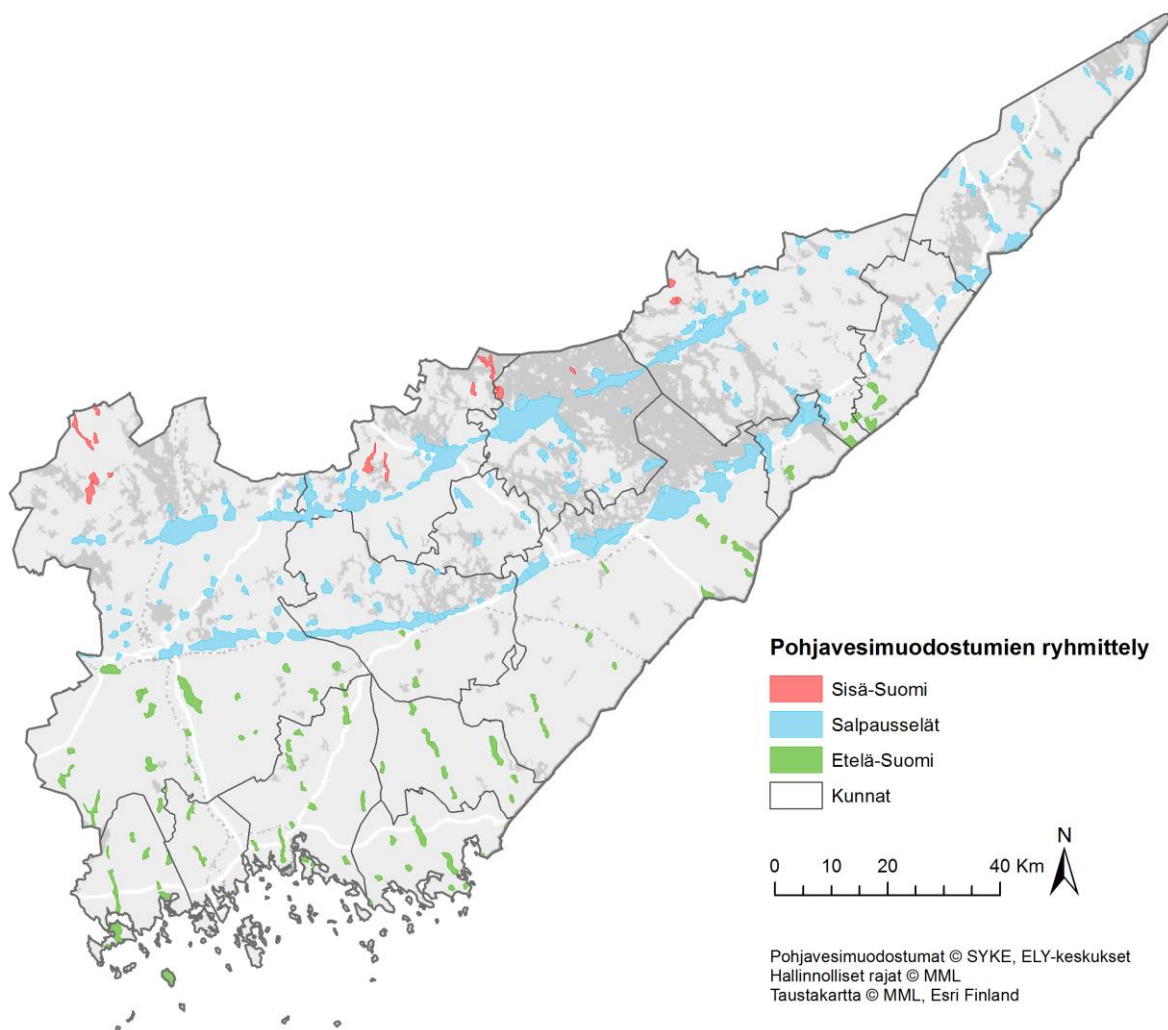 Pohjavesimuodostumien ryhmittely
Sisä-Suomi
Salpausselät
Etelä-Suomi
Kunnat
N
0 10 20 40 Km
Pohjavesimuodostumat © SYKE, ELY-keskukset
Hallinnolliset rajat © MML
Taustakartta © MML, Esri Finland